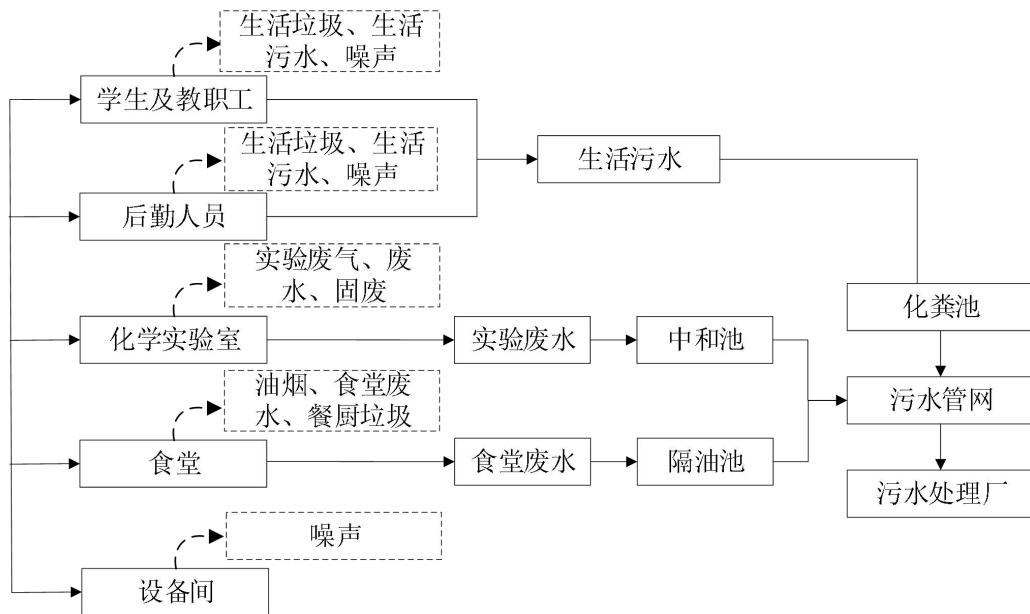 生活垃圾、生活
污水、噪声
学生及教职工
生活垃圾、生活
污水、噪声
生活污水
后勤人员
实验废气、废
水、固废
化粪池
化学实验室
实验废水
中和池
油烟、食堂废
水、餐厨垃圾
污水管网
食堂
食堂废水
隔油池
污水处理厂
噪声
设备间